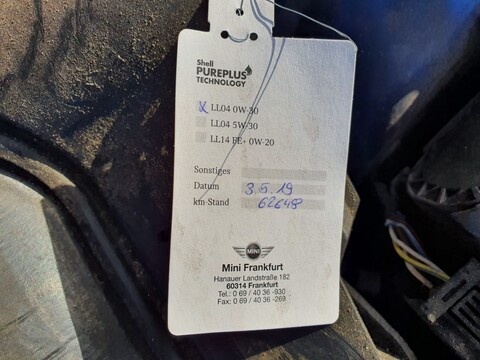 Shell
PUREPLUS
TECHNOLOGY
X LL04 0W-30
LL04 5W-30
LL14 FE+ 0W-20
Sonstiges
Datum 3.5.19
km-Stand 62648
MINI
Mini Frankfurt
Hanauer Landstraße 182
60314 Frankfurt
Tel.: 0 69 / 40 36 -930
Fax: 0 69 / 40 36 -269